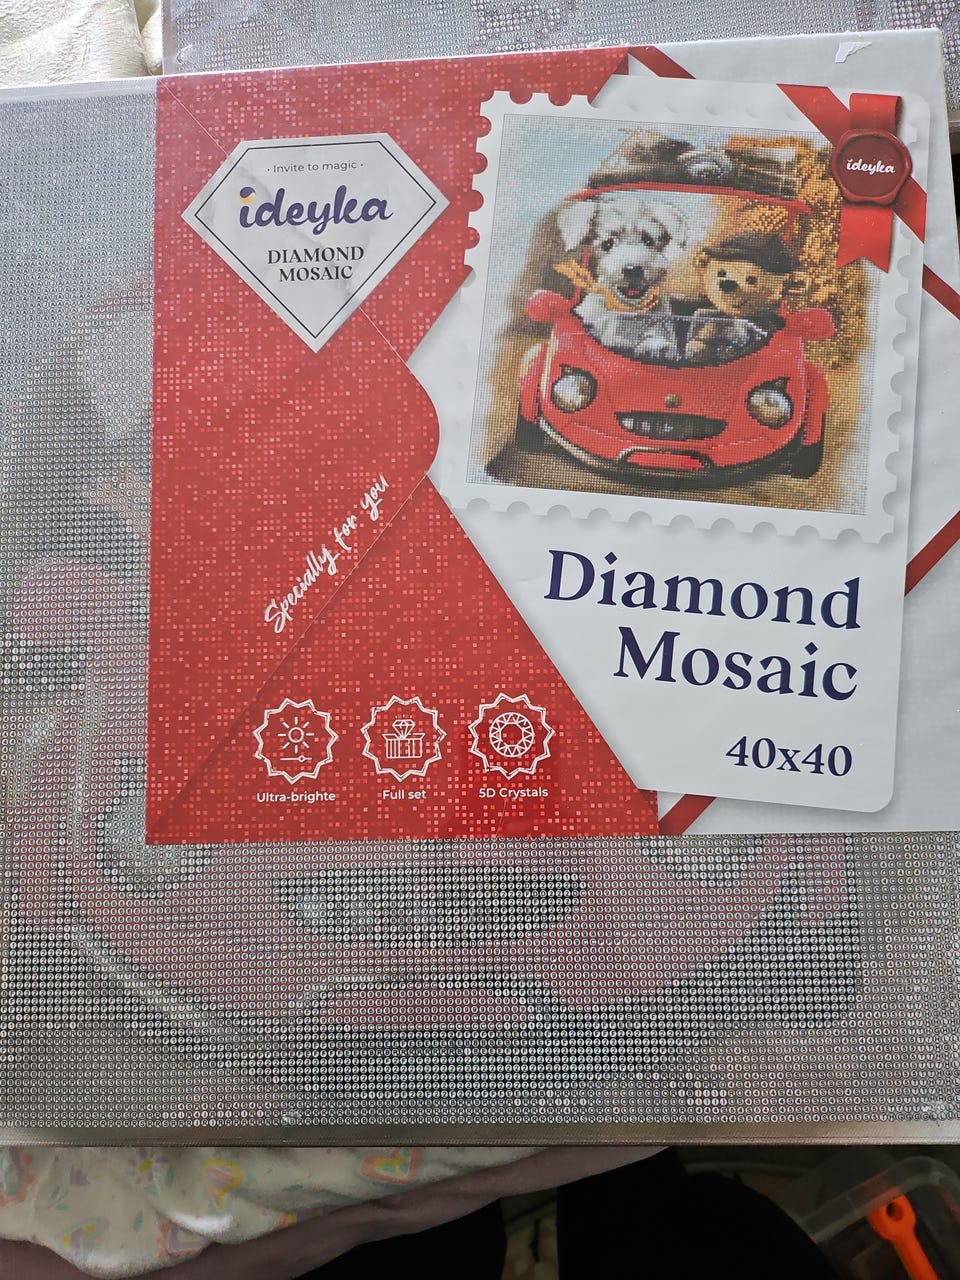 • Invite to magic •
ideyka
DIAMOND
MOSAIC
ideyka
Specially for you
Diamond
Mosaic
40x40
Ultra-brighte
Full set
5D Crystals